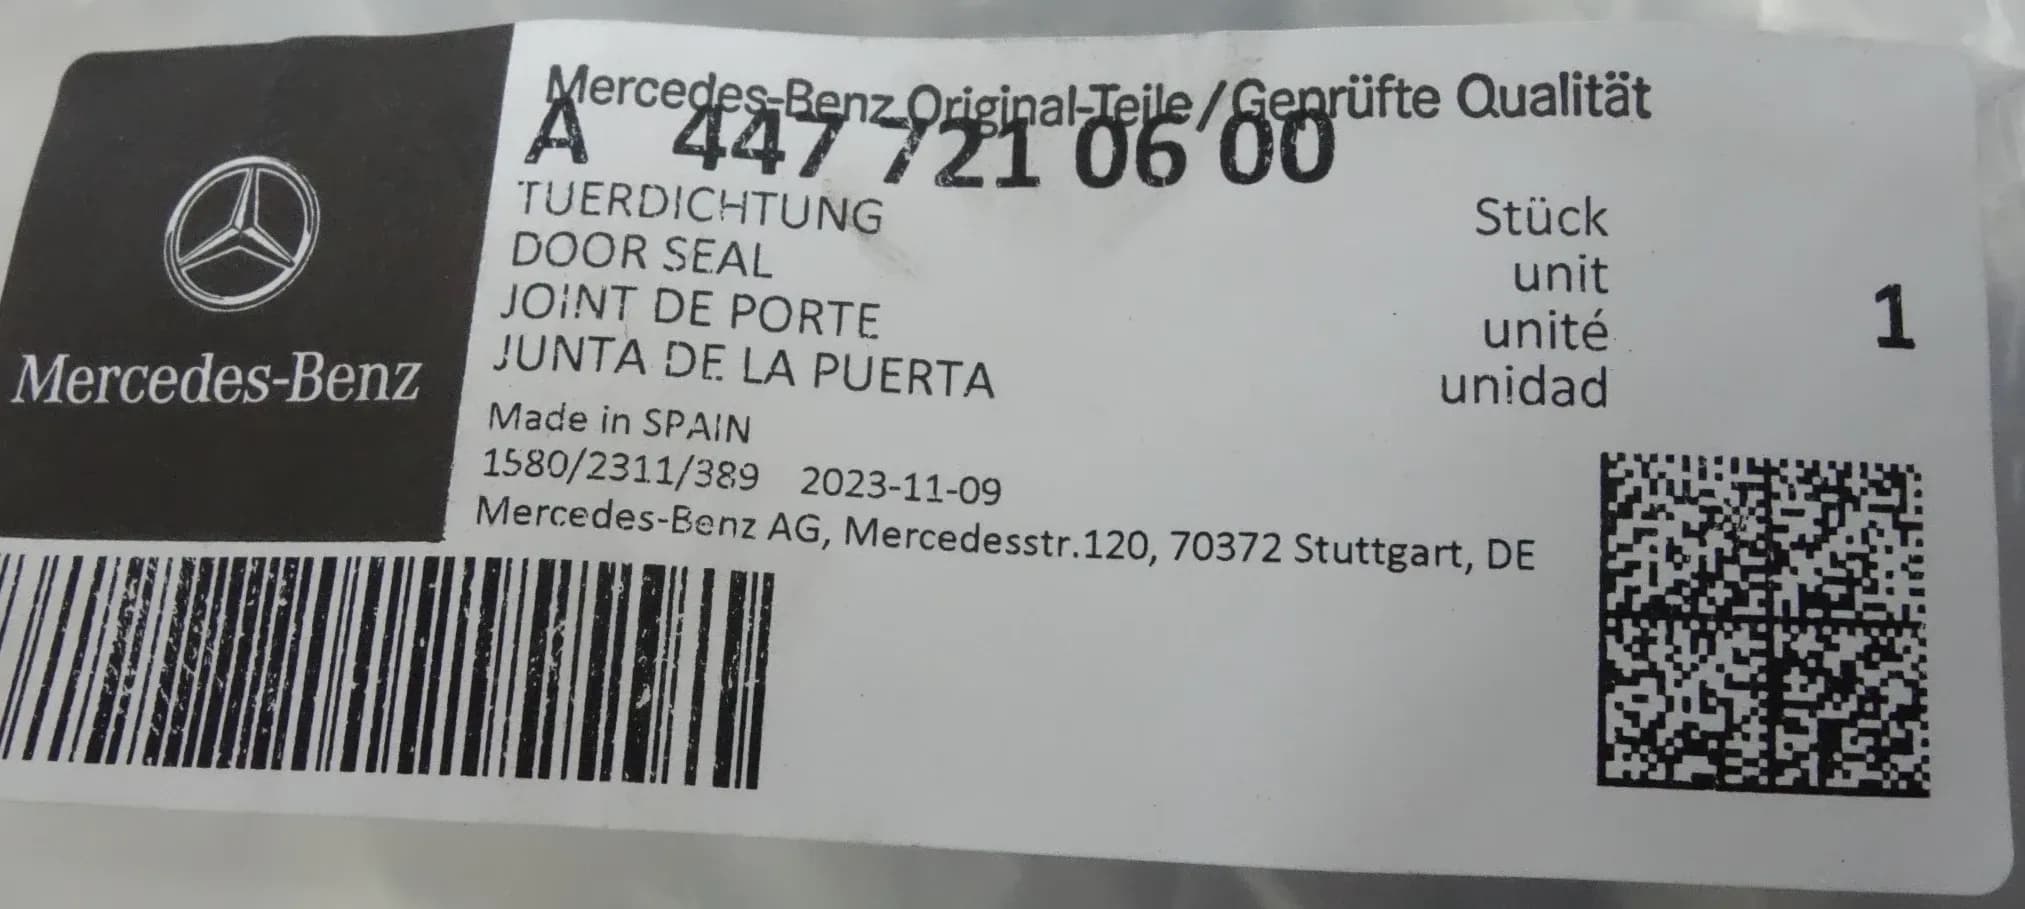 Mercedes-Benz
Mercedes-Benz Original-Teile/Geprüfte Qualität
A 447 721 06 00
TUERDICHTUNG
DOOR SEAL
JOINT DE PORTE
JUNTA DE LA PUERTA
Stück
unit
unité
unidad
1
Made in SPAIN
1580/2311/389 2023-11-09
Mercedes-Benz AG, Mercedesstr.120, 70372 Stuttgart, DE